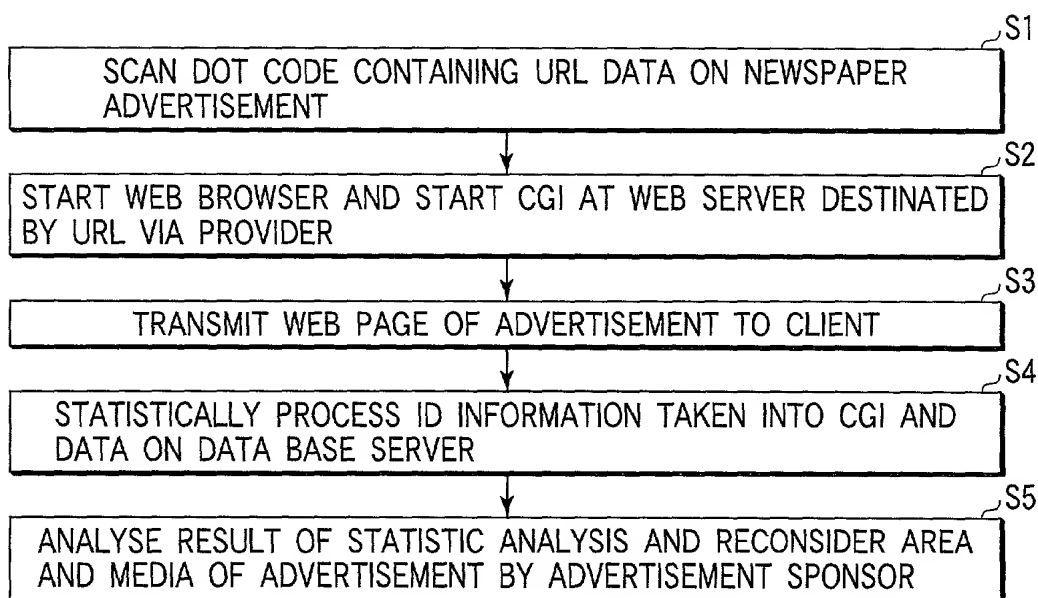 S1
SCAN DOT CODE CONTAINING URL DATA ON NEWSPAPER
ADVERTISEMENT
S2
START WEB BROWSER AND START CGI AT WEB SERVER DESTINATED
BY URL VIA PROVIDER
S3
TRANSMIT WEB PAGE OF ADVERTISEMENT TO CLIENT
S4
STATISTICALLY PROCESS ID INFORMATION TAKEN INTO CGI AND
DATA ON DATA BASE SERVER
S5
ANALYSE RESULT OF STATISTIC ANALYSIS AND RECONSIDER AREA
AND MEDIA OF ADVERTISEMENT BY ADVERTISEMENT SPONSOR